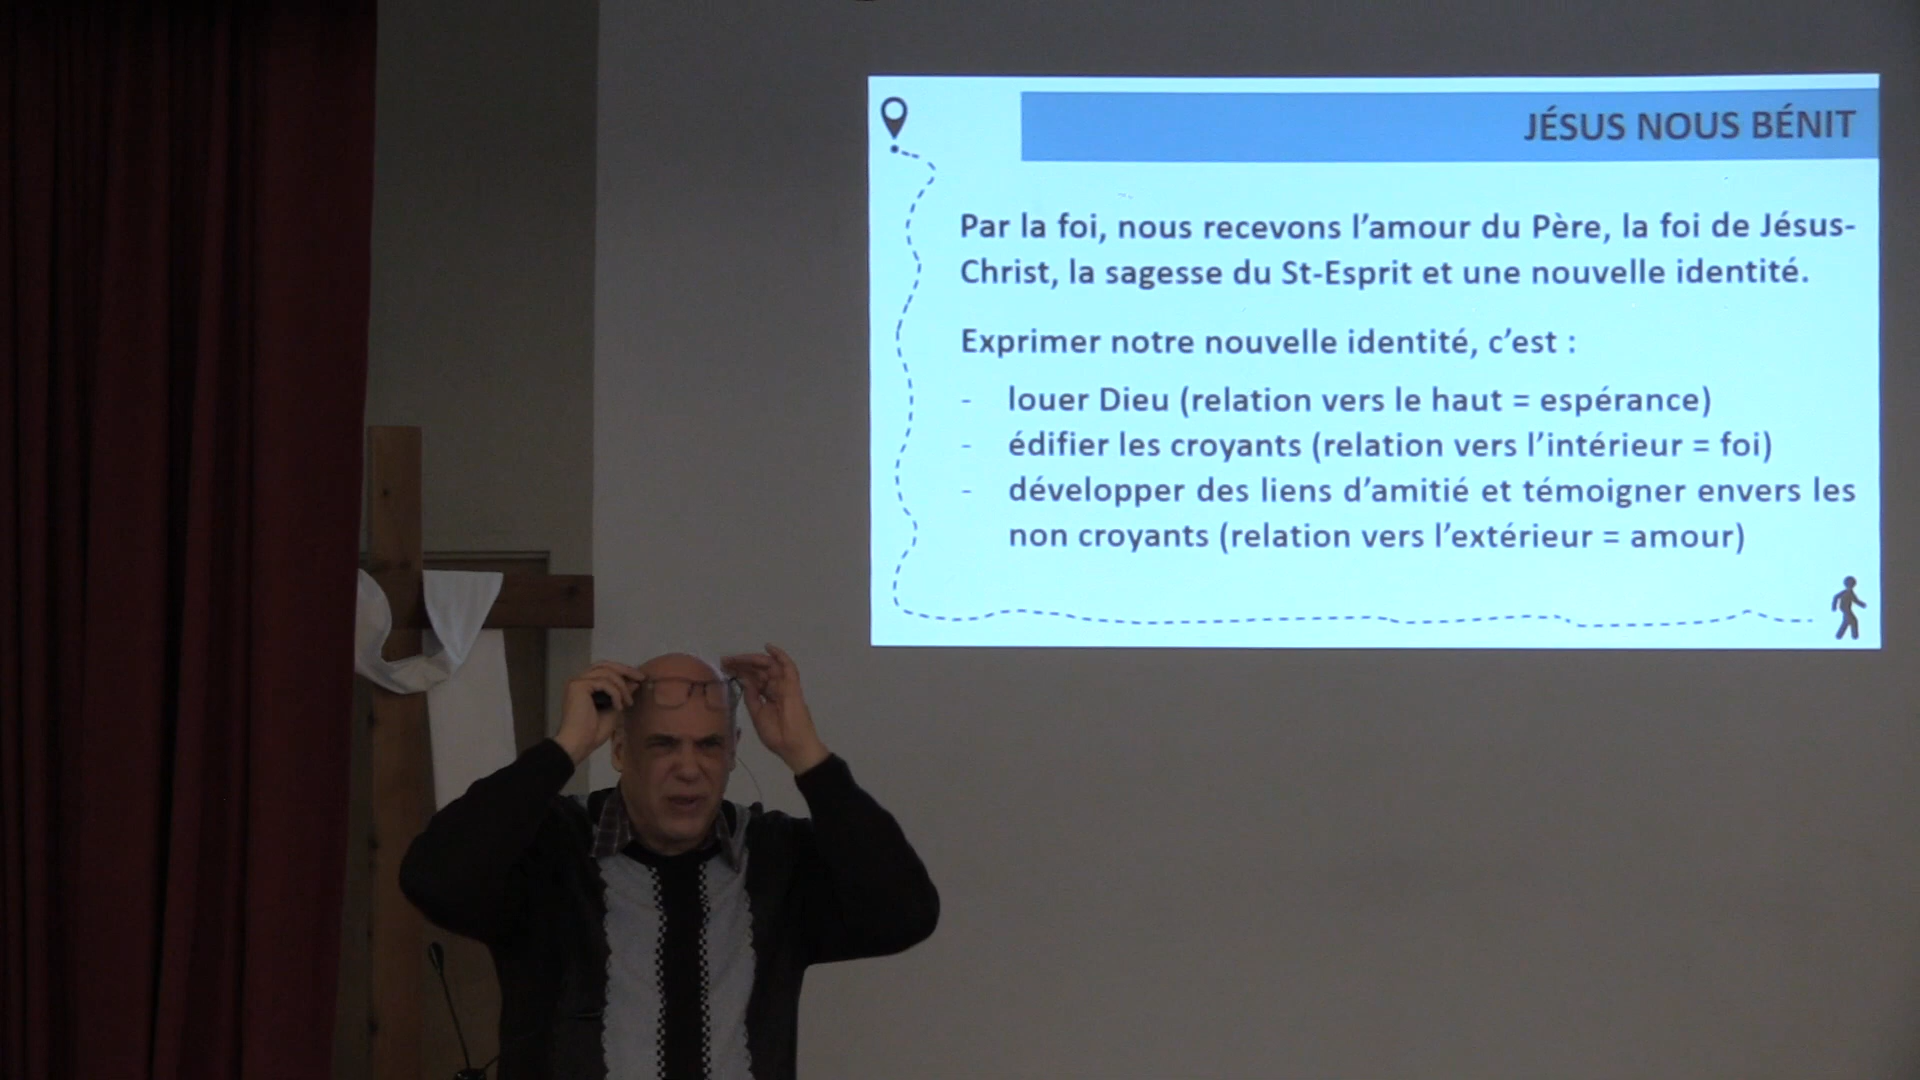 JÉSUS NOUS BÉNIT
Par la foi, nous recevons l’amour du Père, la foi de Jésus-
Christ, la sagesse du St-Esprit et une nouvelle identité.
Exprimer notre nouvelle identité, c’est :
- louer Dieu (relation vers le haut = espérance)
- édifier les croyants (relation vers l’intérieur = foi)
- développer des liens d’amitié et témoigner envers les
non croyants (relation vers l’extérieur = amour)